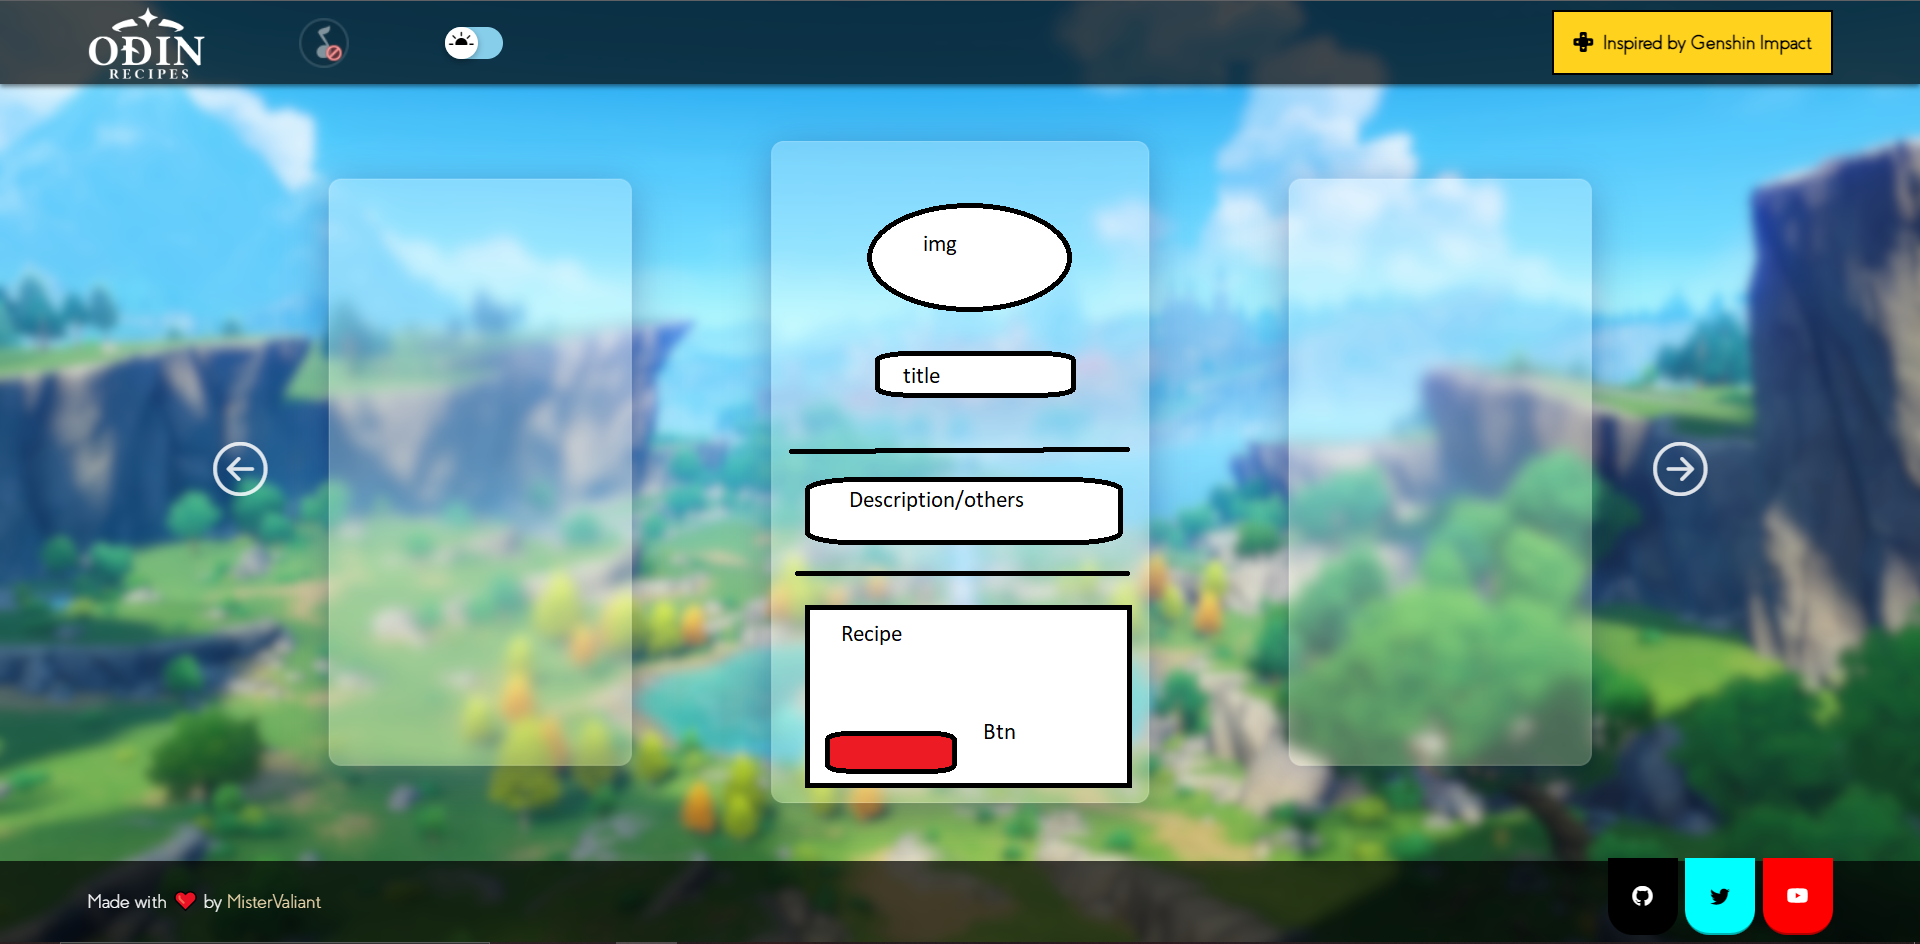 ODIN
RECIPES
Inspired by Genshin Impact
img
title
Description/others
Recipe
Btn
Made with ❤ by MisterValiant